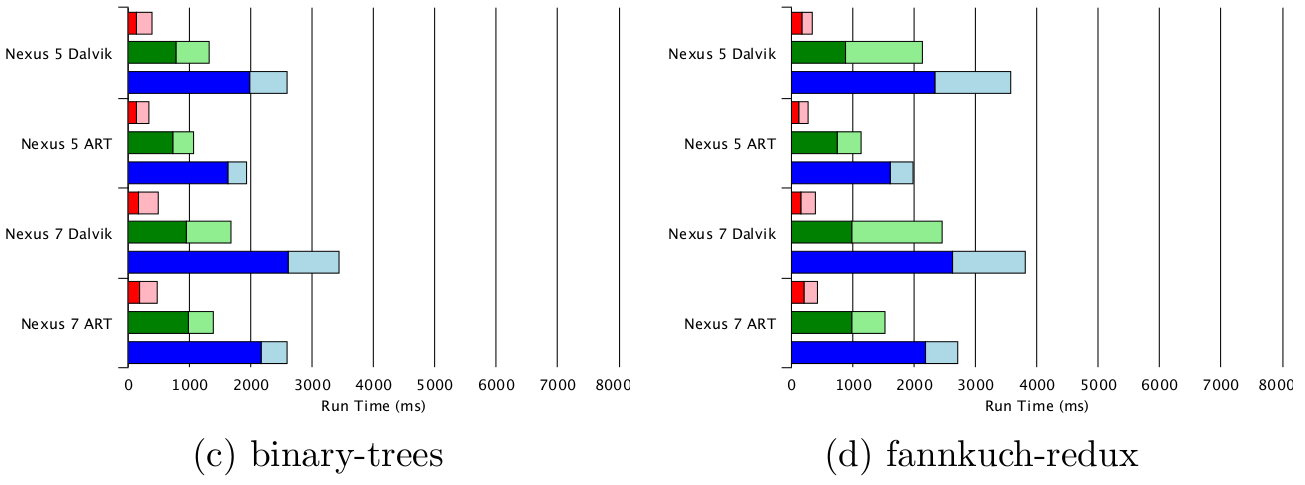 Nexus 5 Dalvik
Nexus 5 ART
Nexus 7 Dalvik
Nexus 7 ART
0 1000 2000 3000 4000 5000 6000 7000 800
Run Time (ms)
(c) binary-trees
Nexus 5 Dalvik
Nexus 5 ART
Nexus 7 Dalvik
Nexus 7 ART
0 1000 2000 3000 4000 5000 6000 7000 8000
Run Time (ms)
(d) fannkuch-redux